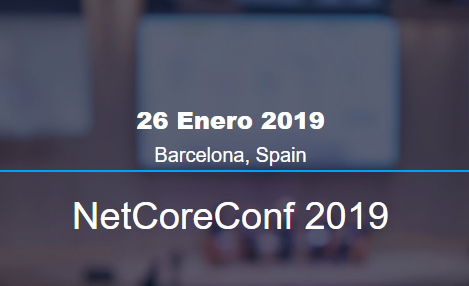 26 Enero 2019
Barcelona, Spain
NetCoreConf 2019